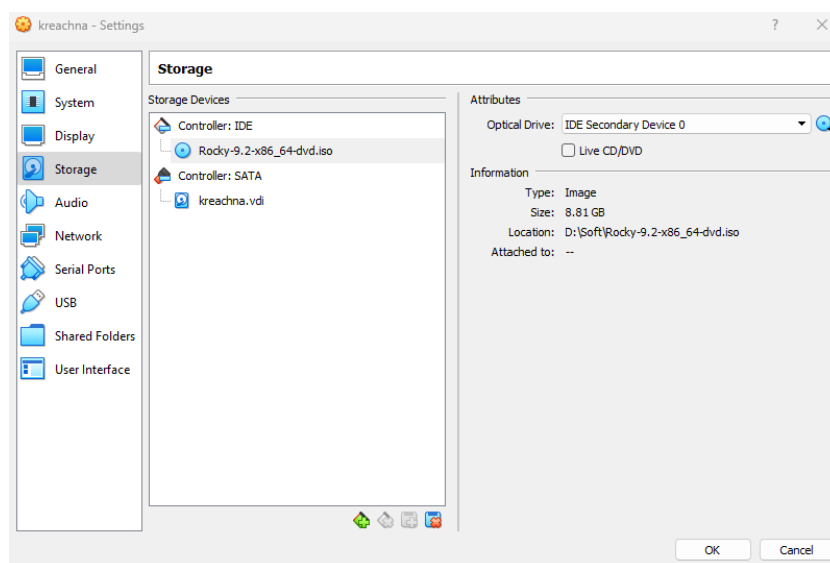 kreachna - Settings
?
General
System
Display
Storage
Audio
Network
Serial Ports
USB
Shared Folders
User Interface
Storage
Storage Devices
Controller: IDE
Rocky-9.2-x86_64-dvd.iso
Controller: SATA
kreachna.vdi
Attributes
Optical Drive: IDE Secondary Device 0
Live CD/DVD
Information
Type: Image
Size: 8.81 GB
Location: D:\Soft\Rocky-9.2-x86_64-dvd.iso
Attached to: --
OK Cancel